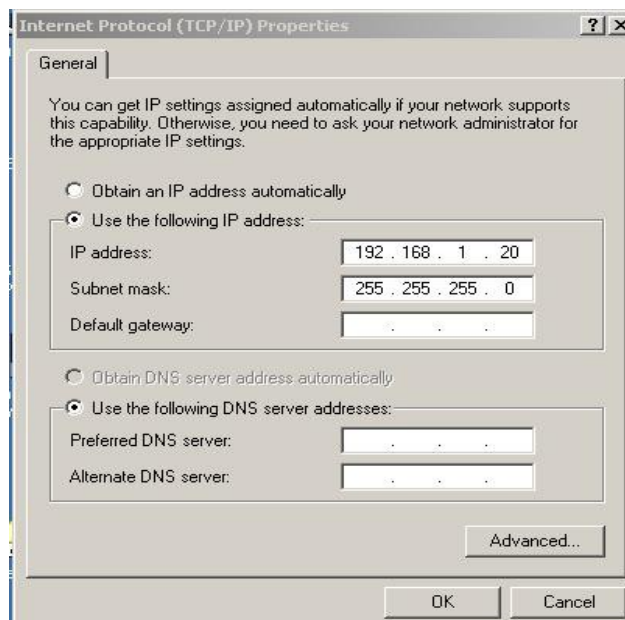 Internet Protocol (TCP/IP) Properties
General
You can get IP settings assigned automatically if your network supports
this capability. Otherwise, you need to ask your network administrator for
the appropriate IP settings.
Obtain an IP address automatically
Use the following IP address:
IP address: 192 . 168 . 1 . 20
Subnet mask: 255 . 255 . 255 . 0
Default gateway: . . .
Obtain DNS server address automatically
Use the following DNS server addresses:
Preferred DNS server: . . .
Alternate DNS server: . . .
Advanced...
OK Cancel